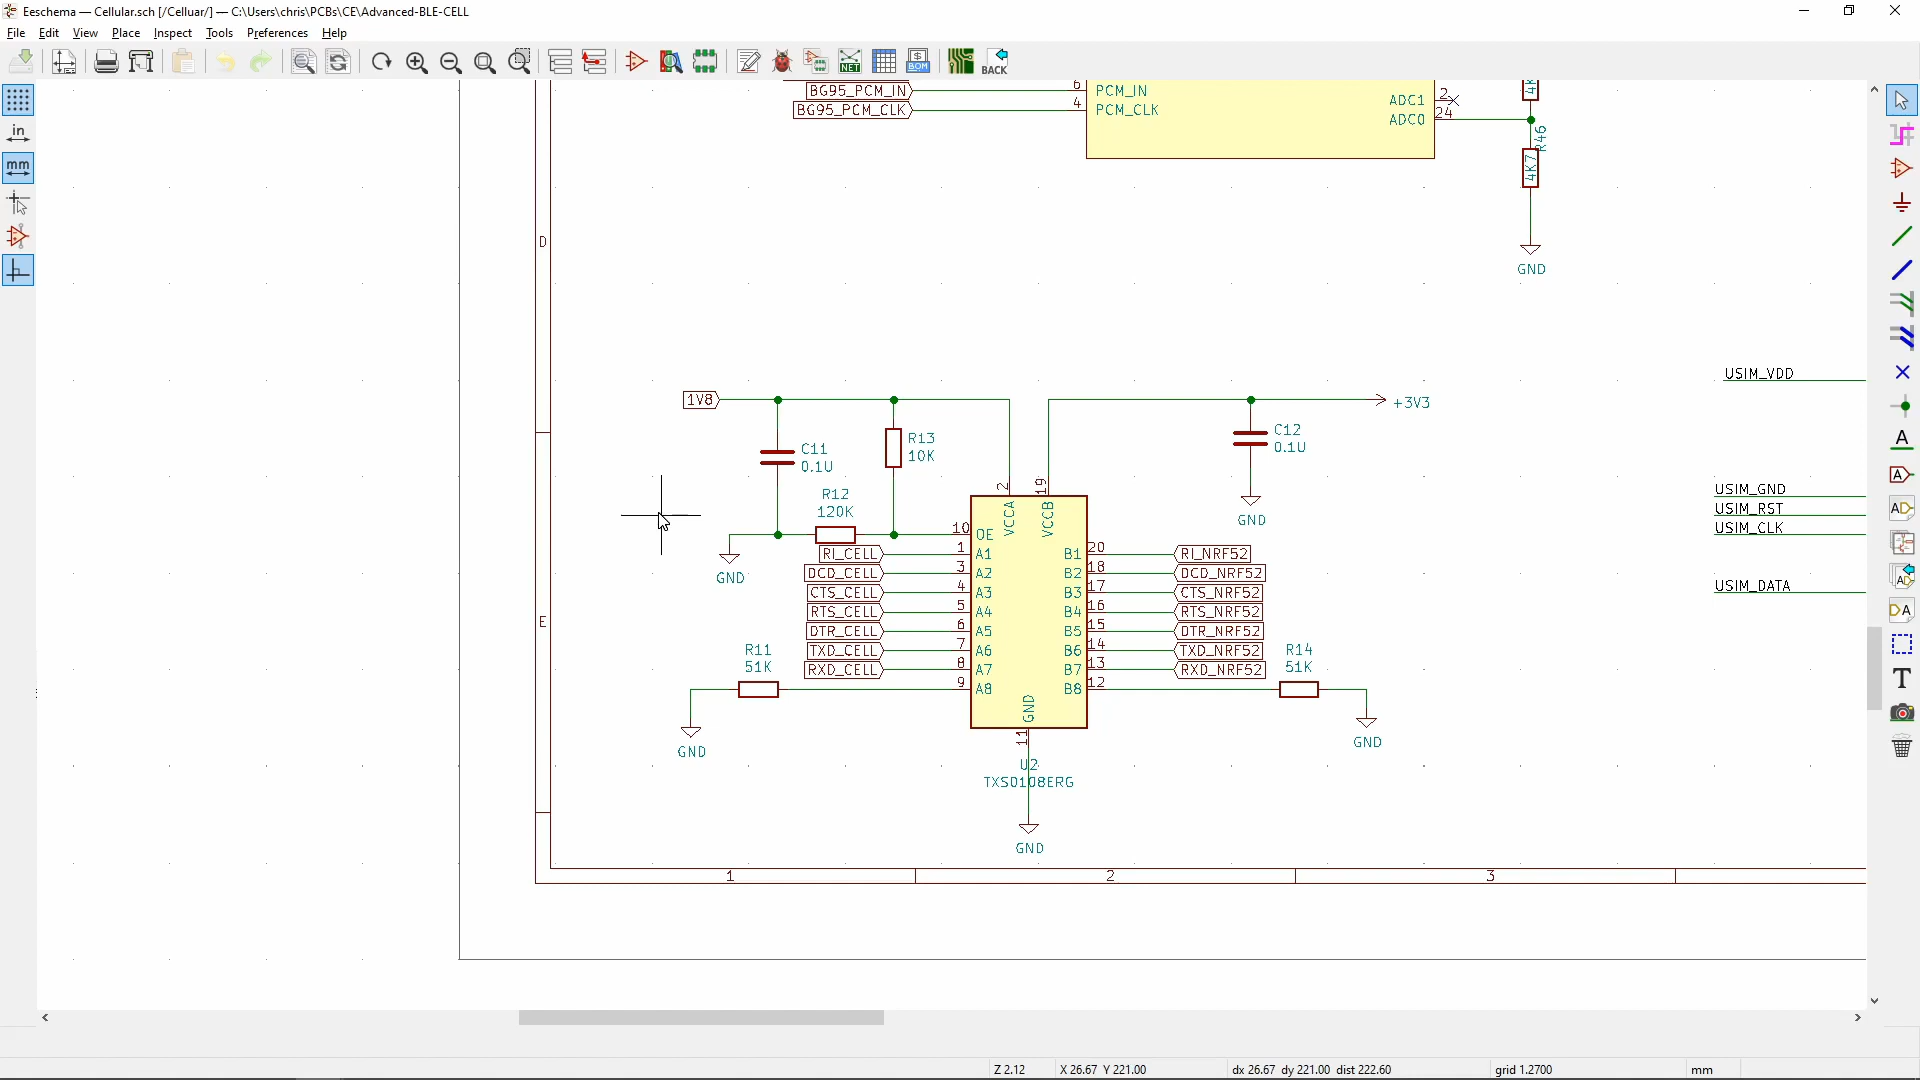 Eeschema — Cellular.sch [/Celluar/] — C:\Users\chris\PCBs\CE\Advanced-BLE-CELL
File Edit View Place Inspect Tools Preferences Help
NET
BOM
BACK
in
mm
BG95_PCM_IN 6 PCM_IN
BG95_PCM_CLK 4 PCM_CLK
ADC1 2
ADC0 24
R46
4K7
GND
D
1V8
+3V3
USIM_VDD
C11
0.1U
R13
10K
C12
0.1U
GND
R12
120K
2 VCCA
19 VCCB
USIM_GND
USIM_RST
USIM_CLK
USIM_DATA
GND
10 OE
RI_CELL 1 A1 B1 20 RI_NRF52
DCD_CELL 3 A2 B2 18 DCD_NRF52
CTS_CELL 4 A3 B3 17 CTS_NRF52
RTS_CELL 5 A4 B4 16 RTS_NRF52
DTR_CELL 6 A5 B5 15 DTR_NRF52
TXD_CELL 7 A6 B6 14 TXD_NRF52
RXD_CELL 8 A7 B7 13 RXD_NRF52
9 A8 B8 12
E
R11
51K
R14
51K
GND
GND
GND
11
U2
TXS0108ERG
GND
1 2 3
A
A
AD
AD
DA
T
Z 2.12 X 26.67 Y 221.00 dx 26.67 dy 221.00 dist 222.60 grid 1.2700 mm